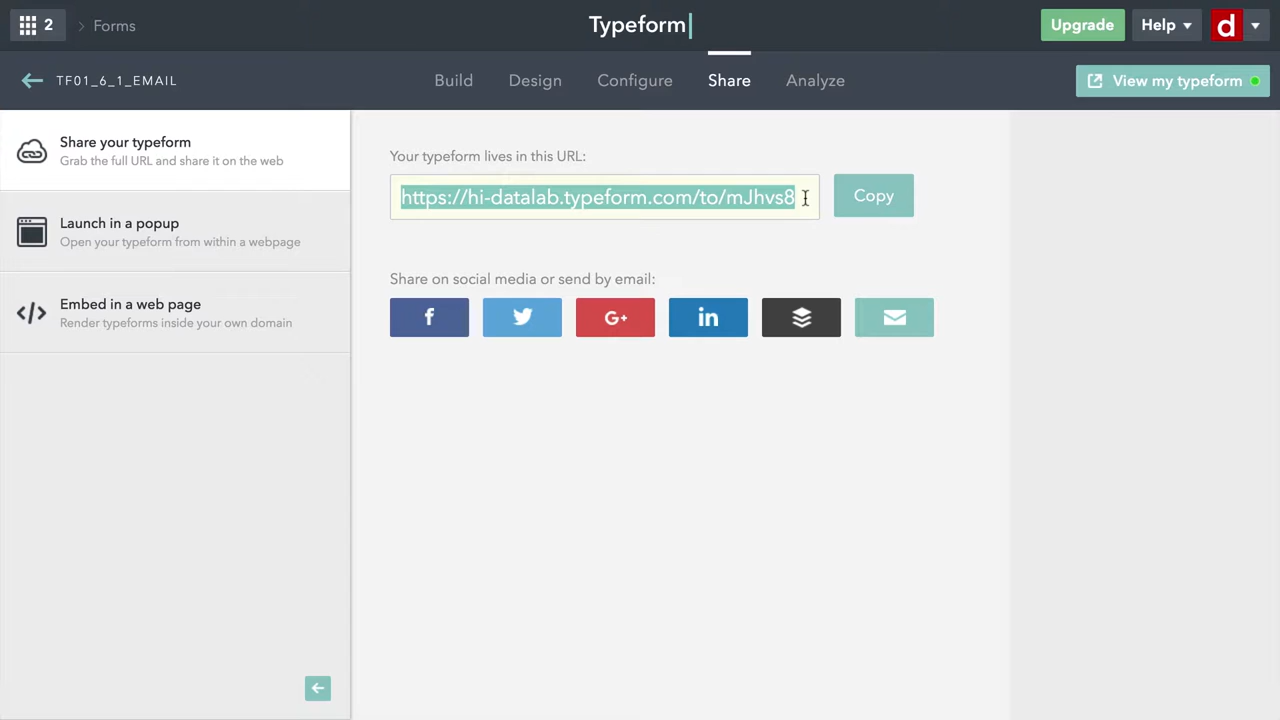 2 Forms Typeform Upgrade Help d
TF01_6_1_EMAIL Build Design Configure Share Analyze View my typeform
Share your typeform
Grab the full URL and share it on the web
Launch in a popup
Open your typeform from within a webpage
Embed in a web page
Render typeforms inside your own domain
Your typeform lives in this URL:
https://hi-datalab.typeform.com/to/mJhvs8 Copy
Share on social media or send by email:
f G+ in